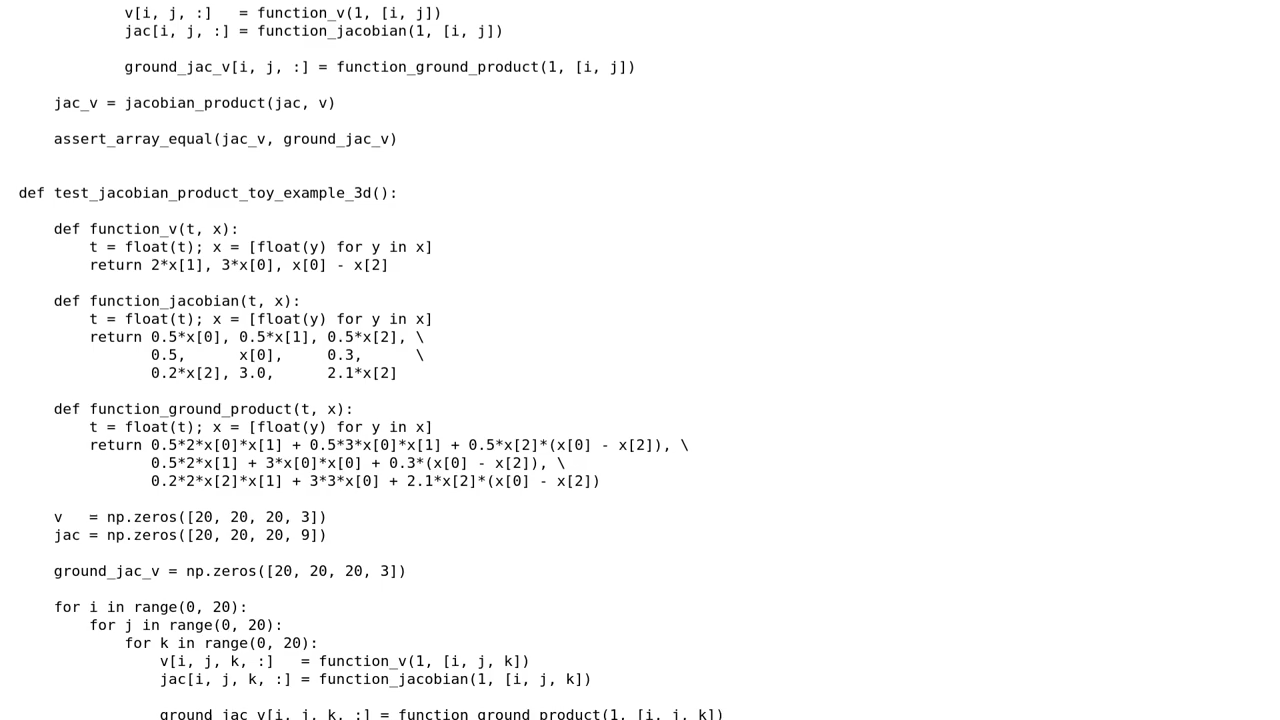 v[i, j, :]   = function_v(1, [i, j])
            jac[i, j, :] = function_jacobian(1, [i, j])

            ground_jac_v[i, j, :] = function_ground_product(1, [i, j])

    jac_v = jacobian_product(jac, v)

    assert_array_equal(jac_v, ground_jac_v)


def test_jacobian_product_toy_example_3d():

    def function_v(t, x):
        t = float(t); x = [float(y) for y in x]
        return 2*x[1], 3*x[0], x[0] - x[2]

    def function_jacobian(t, x):
        t = float(t); x = [float(y) for y in x]
        return 0.5*x[0], 0.5*x[1], 0.5*x[2], \
               0.5,      x[0],     0.3,      \
               0.2*x[2], 3.0,      2.1*x[2]

    def function_ground_product(t, x):
        t = float(t); x = [float(y) for y in x]
        return 0.5*2*x[0]*x[1] + 0.5*3*x[0]*x[1] + 0.5*x[2]*(x[0] - x[2]), \
               0.5*2*x[1] + 3*x[0]*x[0] + 0.3*(x[0] - x[2]), \
               0.2*2*x[2]*x[1] + 3*3*x[0] + 2.1*x[2]*(x[0] - x[2])

    v   = np.zeros([20, 20, 20, 3])
    jac = np.zeros([20, 20, 20, 9])

    ground_jac_v = np.zeros([20, 20, 20, 3])

    for i in range(0, 20):
        for j in range(0, 20):
            for k in range(0, 20):
                v[i, j, k, :]   = function_v(1, [i, j, k])
                jac[i, j, k, :] = function_jacobian(1, [i, j, k])

                ground_jac_v[i, j, k, :] = function_ground_product(1, [i, j, k])